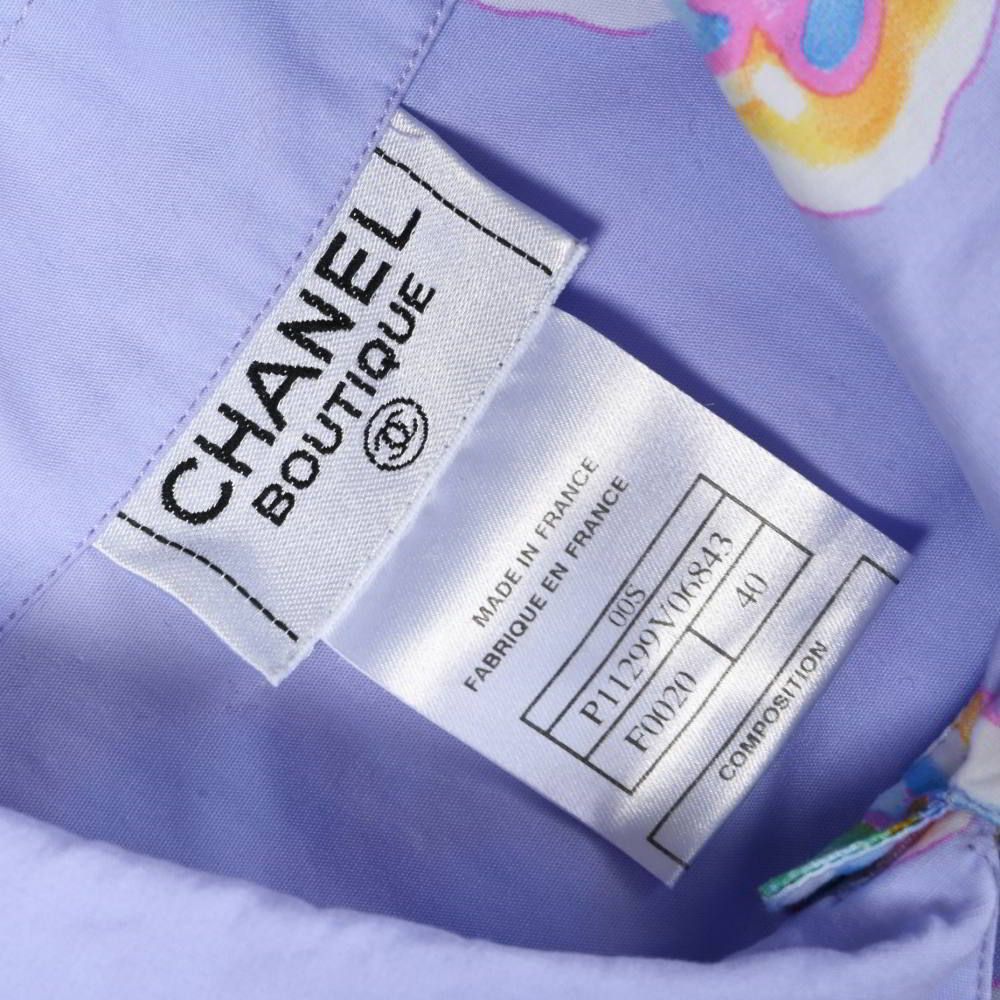 CHANEL
BOUTIQUE
MADE IN FRANCE
FABRIQUE EN FRANCE
00S
P11299V06843
F0020 40
COMPOSITION